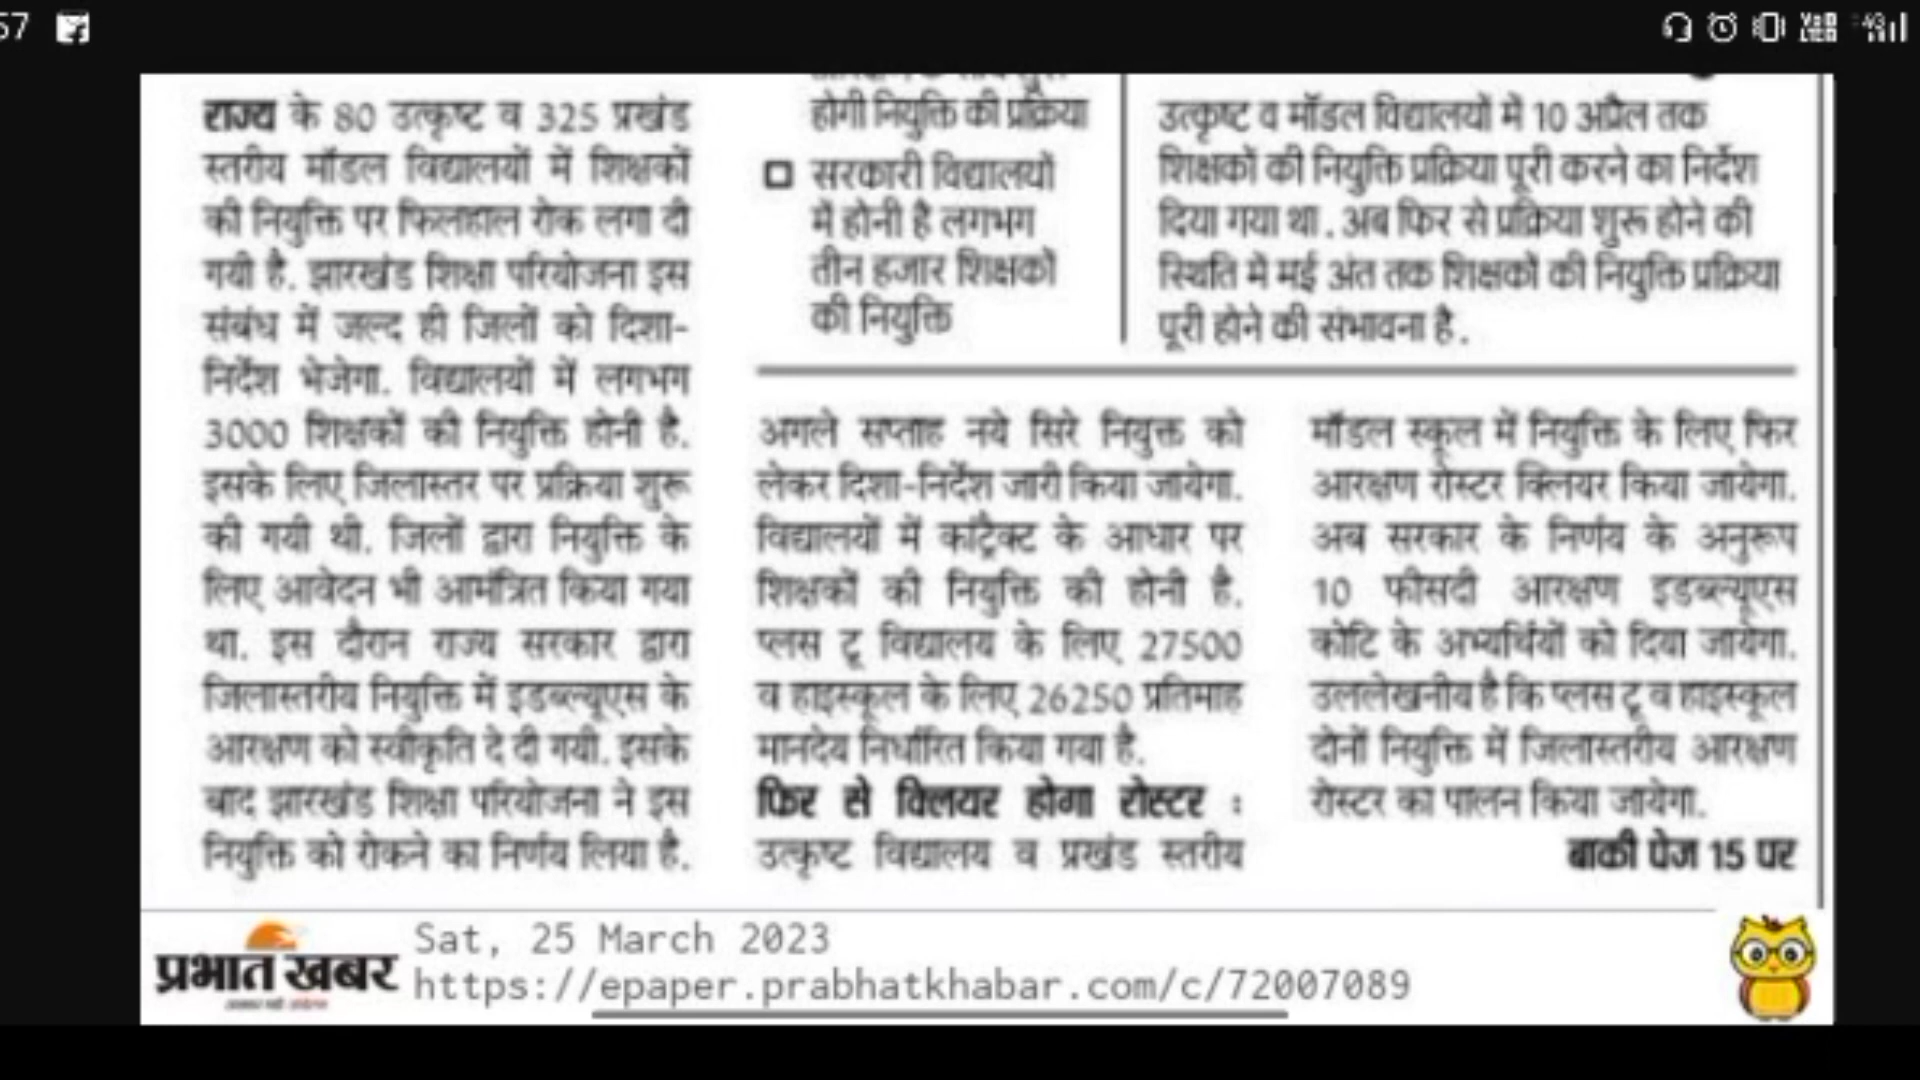 57
राज्य के 80 उत्कृष्ट व 325 प्रखंड
स्तरीय मॉडल विद्यालयों में शिक्षकों
की नियुक्ति पर फिलहाल रोक लगा दी
गयी है. झारखंड शिक्षा परियोजना इस
संबंध में जल्द ही जिलों को दिशा-
निर्देश भेजेगा. विद्यालयों में लगभग
3000 शिक्षकों की नियुक्ति होनी है.
इसके लिए जिलास्तर पर प्रक्रिया शुरू
की गयी थी. जिलों द्वारा नियुक्ति के
लिए आवेदन भी आमंत्रित किया गया
था. इस दौरान राज्य सरकार द्वारा
जिलास्तरीय नियुक्ति में इडब्ल्यूएस के
आरक्षण को स्वीकृति दे दी गयी. इसके
बाद झारखंड शिक्षा परियोजना ने इस
नियुक्ति को रोकने का निर्णय लिया है.
होगी नियुक्ति की प्रक्रिया
सरकारी विद्यालयों
में होनी है लगभग
तीन हजार शिक्षकों
की नियुक्ति
उत्कृष्ट व मॉडल विद्यालयों में 10 अप्रैल तक
शिक्षकों की नियुक्ति प्रक्रिया पूरी करने का निर्देश
दिया गया था. अब फिर से प्रक्रिया शुरू होने की
स्थिति में मई अंत तक शिक्षकों की नियुक्ति प्रक्रिया
पूरी होने की संभावना है.
अगले सप्ताह नये सिरे नियुक्त को
लेकर दिशा-निर्देश जारी किया जायेगा.
विद्यालयों में कांट्रैक्ट के आधार पर
शिक्षकों की नियुक्ति की होनी है.
प्लस टू विद्यालय के लिए 27500
व हाइस्कूल के लिए 26250 प्रतिमाह
मानदेय निर्धारित किया गया है.
फिर से क्लियर होगा रोस्टर :
उत्कृष्ट विद्यालय व प्रखंड स्तरीय
मॉडल स्कूल में नियुक्ति के लिए फिर
आरक्षण रोस्टर क्लियर किया जायेगा.
अब सरकार के निर्णय के अनुरूप
10 फीसदी आरक्षण इडब्ल्यूएस
कोटि के अभ्यर्थियों को दिया जायेगा.
उललेखनीय है कि प्लस टू व हाइस्कूल
दोनों नियुक्ति में जिलास्तरीय आरक्षण
रोस्टर का पालन किया जायेगा.
बाकी पेज 15 पर
प्रभात खबर
Sat, 25 March 2023
https://epaper.prabhatkhabar.com/c/72007089